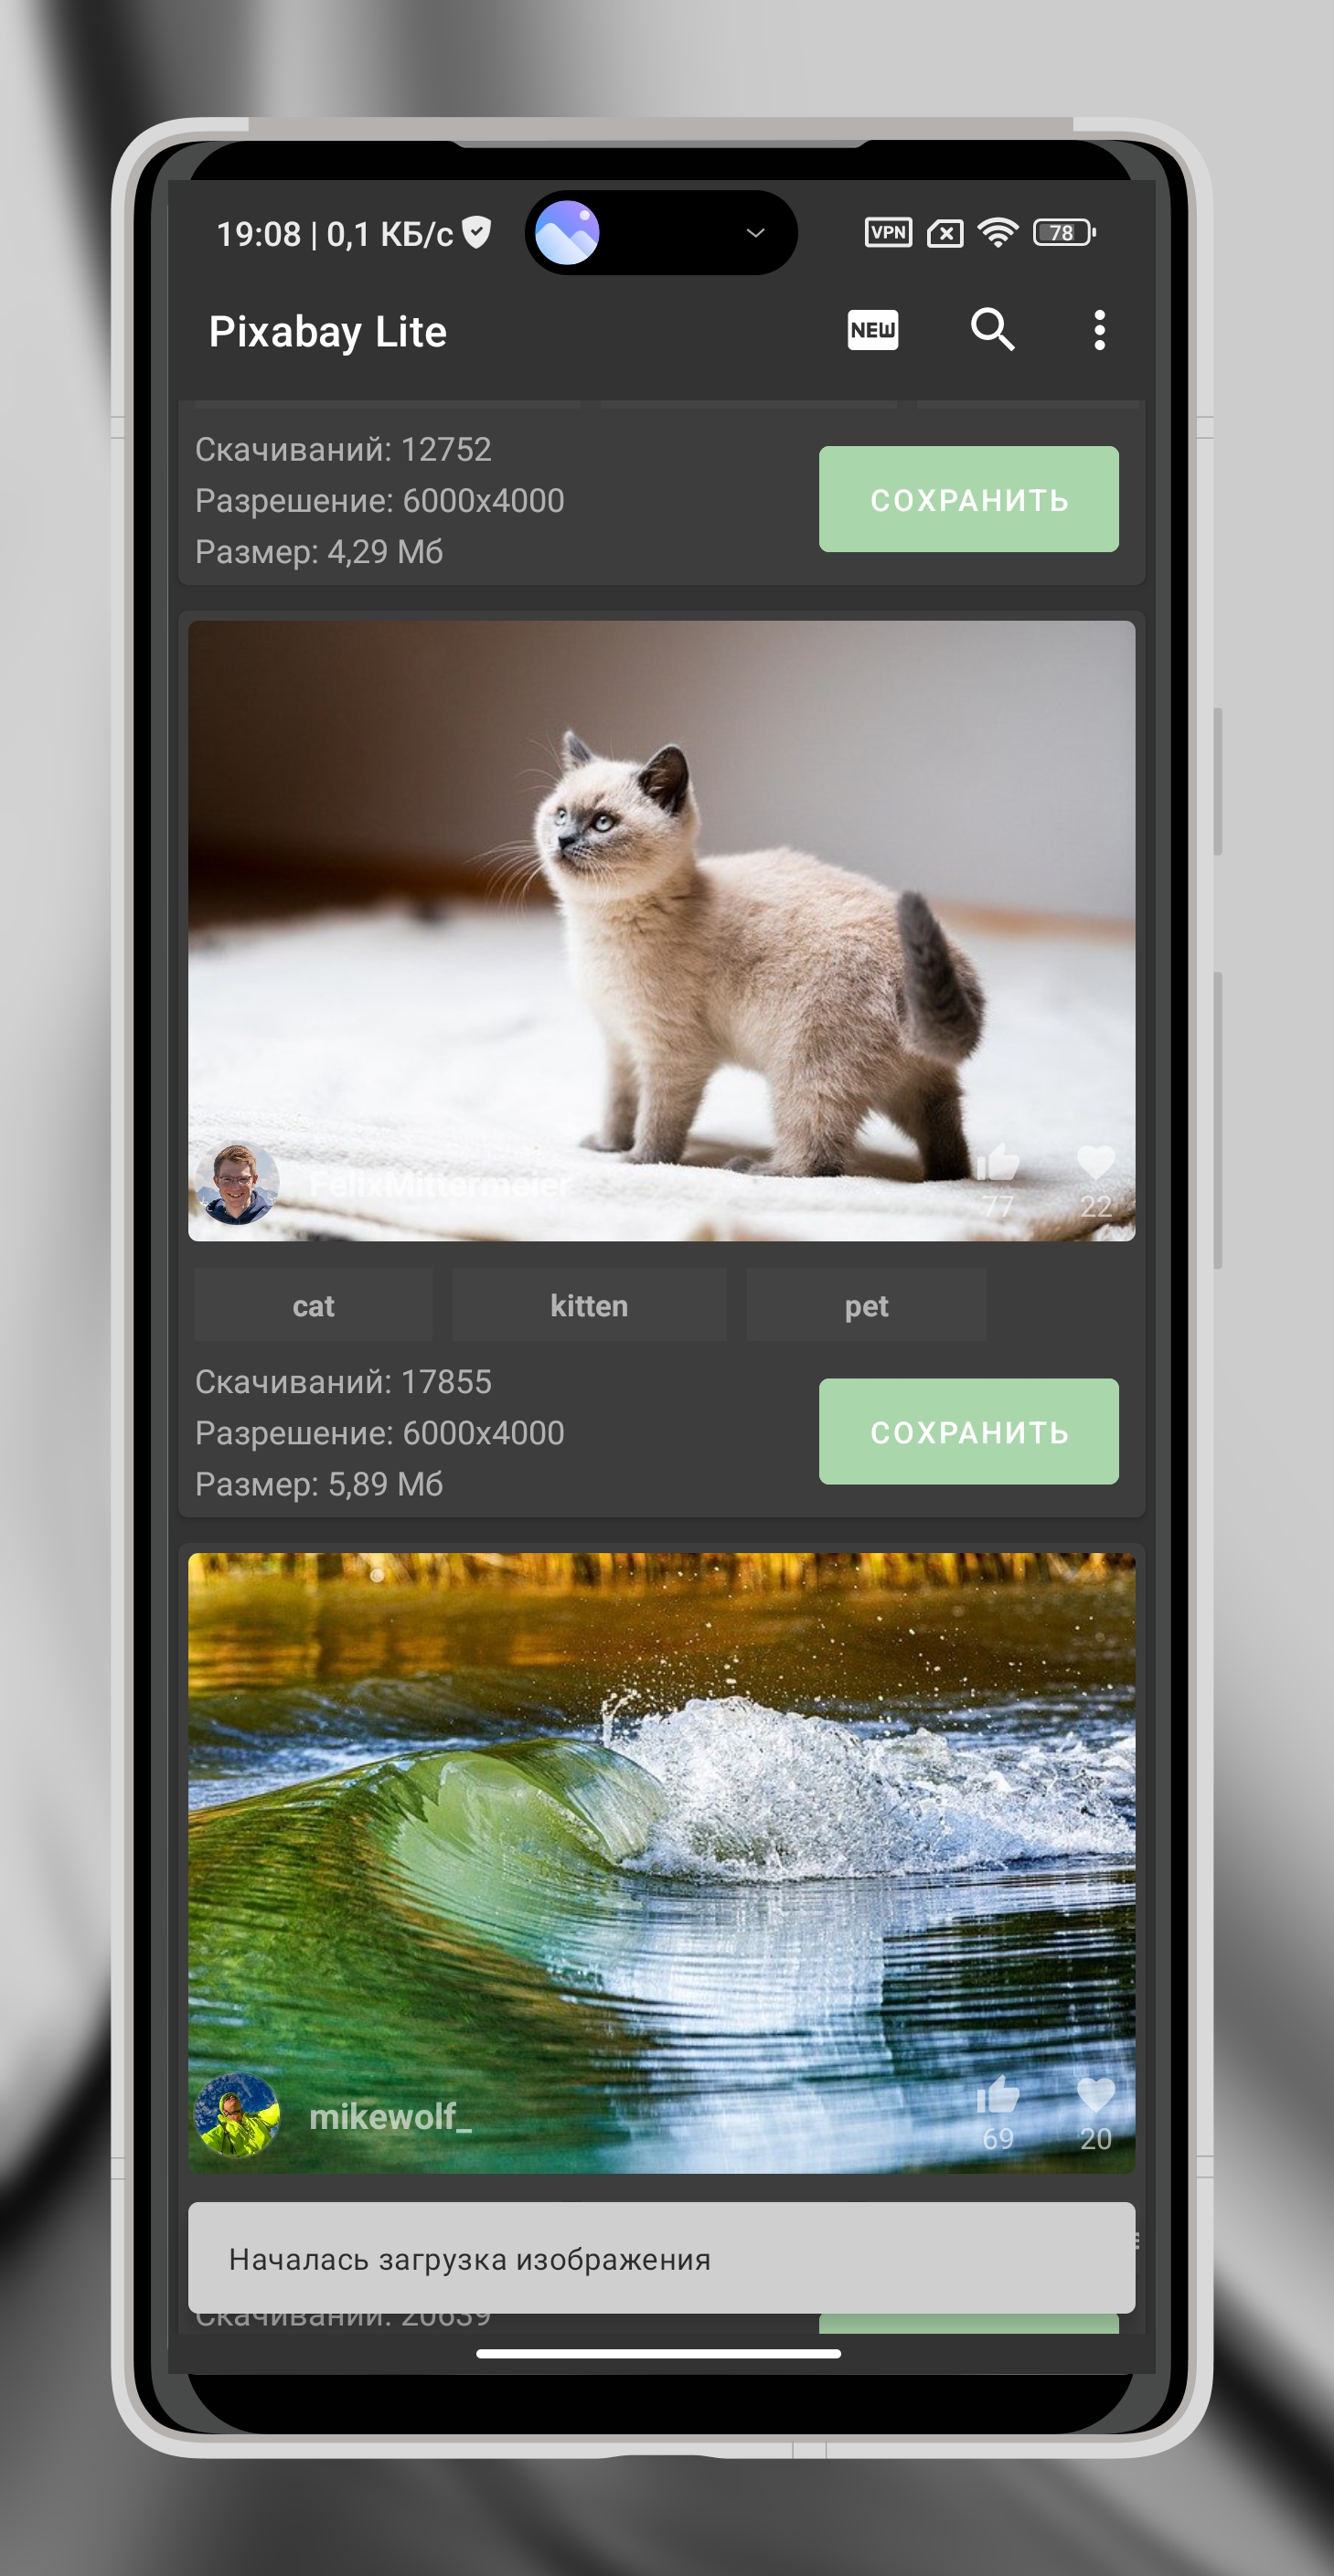 19:08 | 0,1 КБ/с
VPN
78
Pixabay Lite
NEW
Скачиваний: 12752
Разрешение: 6000x4000
Размер: 4,29 Мб
СОХРАНИТЬ
FelixMittermeier
77
22
cat
kitten
pet
Скачиваний: 17855
Разрешение: 6000x4000
Размер: 5,89 Мб
СОХРАНИТЬ
mikewolf_
69
20
Началась загрузка изображения
Скачиваний: 20639